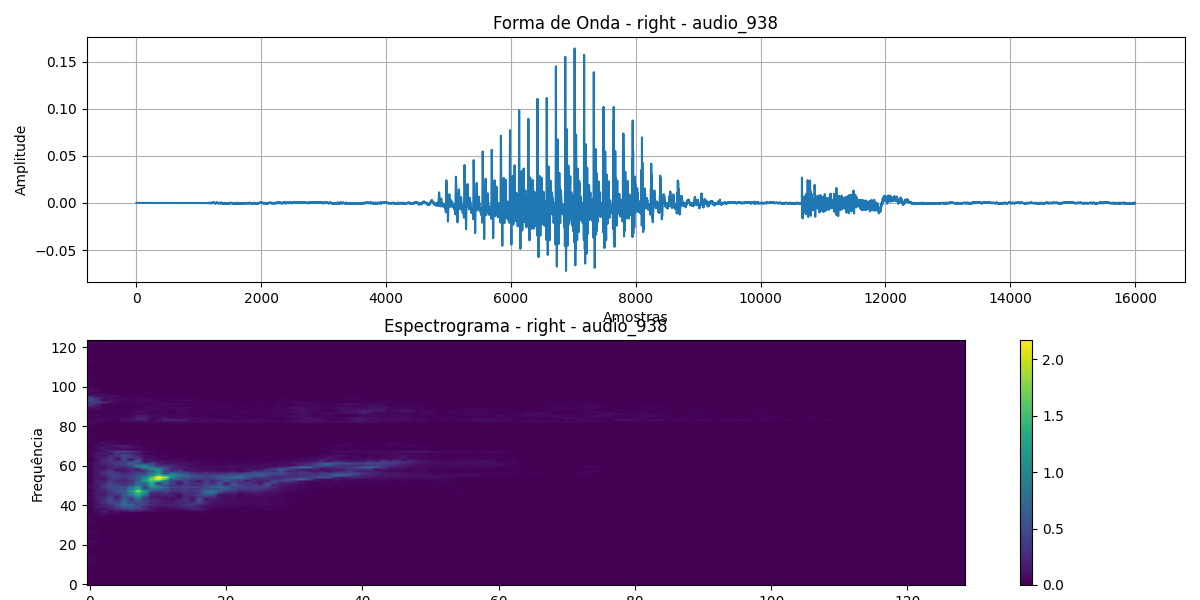 Forma de Onda - right - audio_938
Amplitude
0.15
0.10
0.05
0.00
−0.05
0 2000 4000 6000 8000 10000 12000 14000 16000
Amostras
Espectrograma - right - audio_938
Frequência
120
100
80
60
40
20
0
0 20 40 60 80 100 120
2.0
1.5
1.0
0.5
0.0